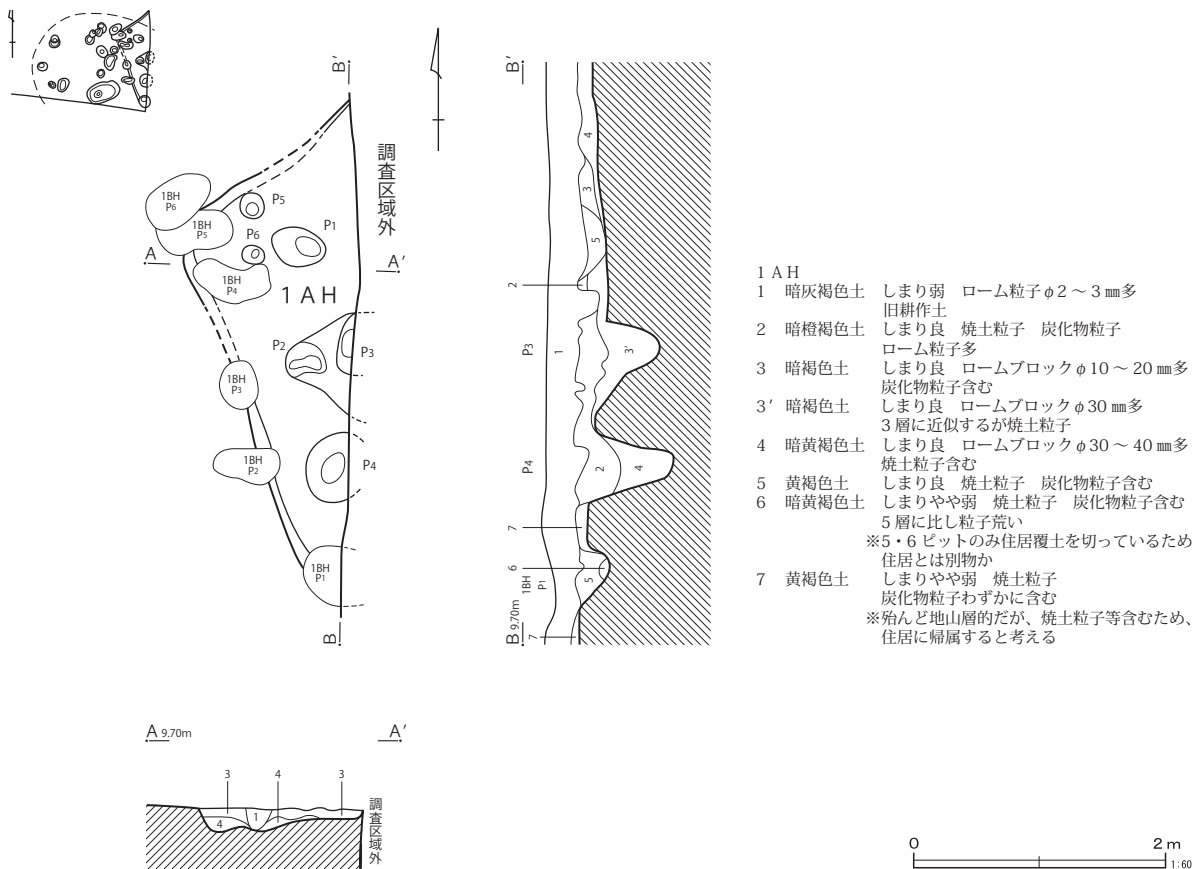 B′
調査区域外
1BH
P6
1BH
P5
P5
P6
P1
A
A′
1BH
P4
1AH
P2
P3
1BH
P3
1BH
P2
P4
1BH
P1
B
B′
4
3
5
2
P3
1
3′
P4
2
4
7
6
5
1BH
P1
B 9.70m
7
1AH
1 暗灰褐色土 しまり弱 ローム粒子φ2～3㎜多
旧耕作土
2 暗橙褐色土 しまり良 焼土粒子 炭化物粒子
ローム粒子多
3 暗褐色土 しまり良 ロームブロックφ10～20㎜多
炭化物粒子含む
3′ 暗褐色土 しまり良 ロームブロックφ30㎜多
3層に近似するが焼土粒子
4 暗黄褐色土 しまり良 ロームブロックφ30～40㎜多
焼土粒子含む
5 黄褐色土 しまり良 焼土粒子 炭化物粒子含む
6 暗黄褐色土 しまりやや弱 焼土粒子 炭化物粒子含む
5層に比し粒子荒い
※5・6ピットのみ住居覆土を切っているため
住居とは別物か
7 黄褐色土 しまりやや弱 焼土粒子
炭化物粒子わずかに含む
※殆んど地山層的だが、焼土粒子等含むため、
住居に帰属すると考える
A 9.70m
A′
3 4 3
4 1
調査区域外
0 2m
1:60